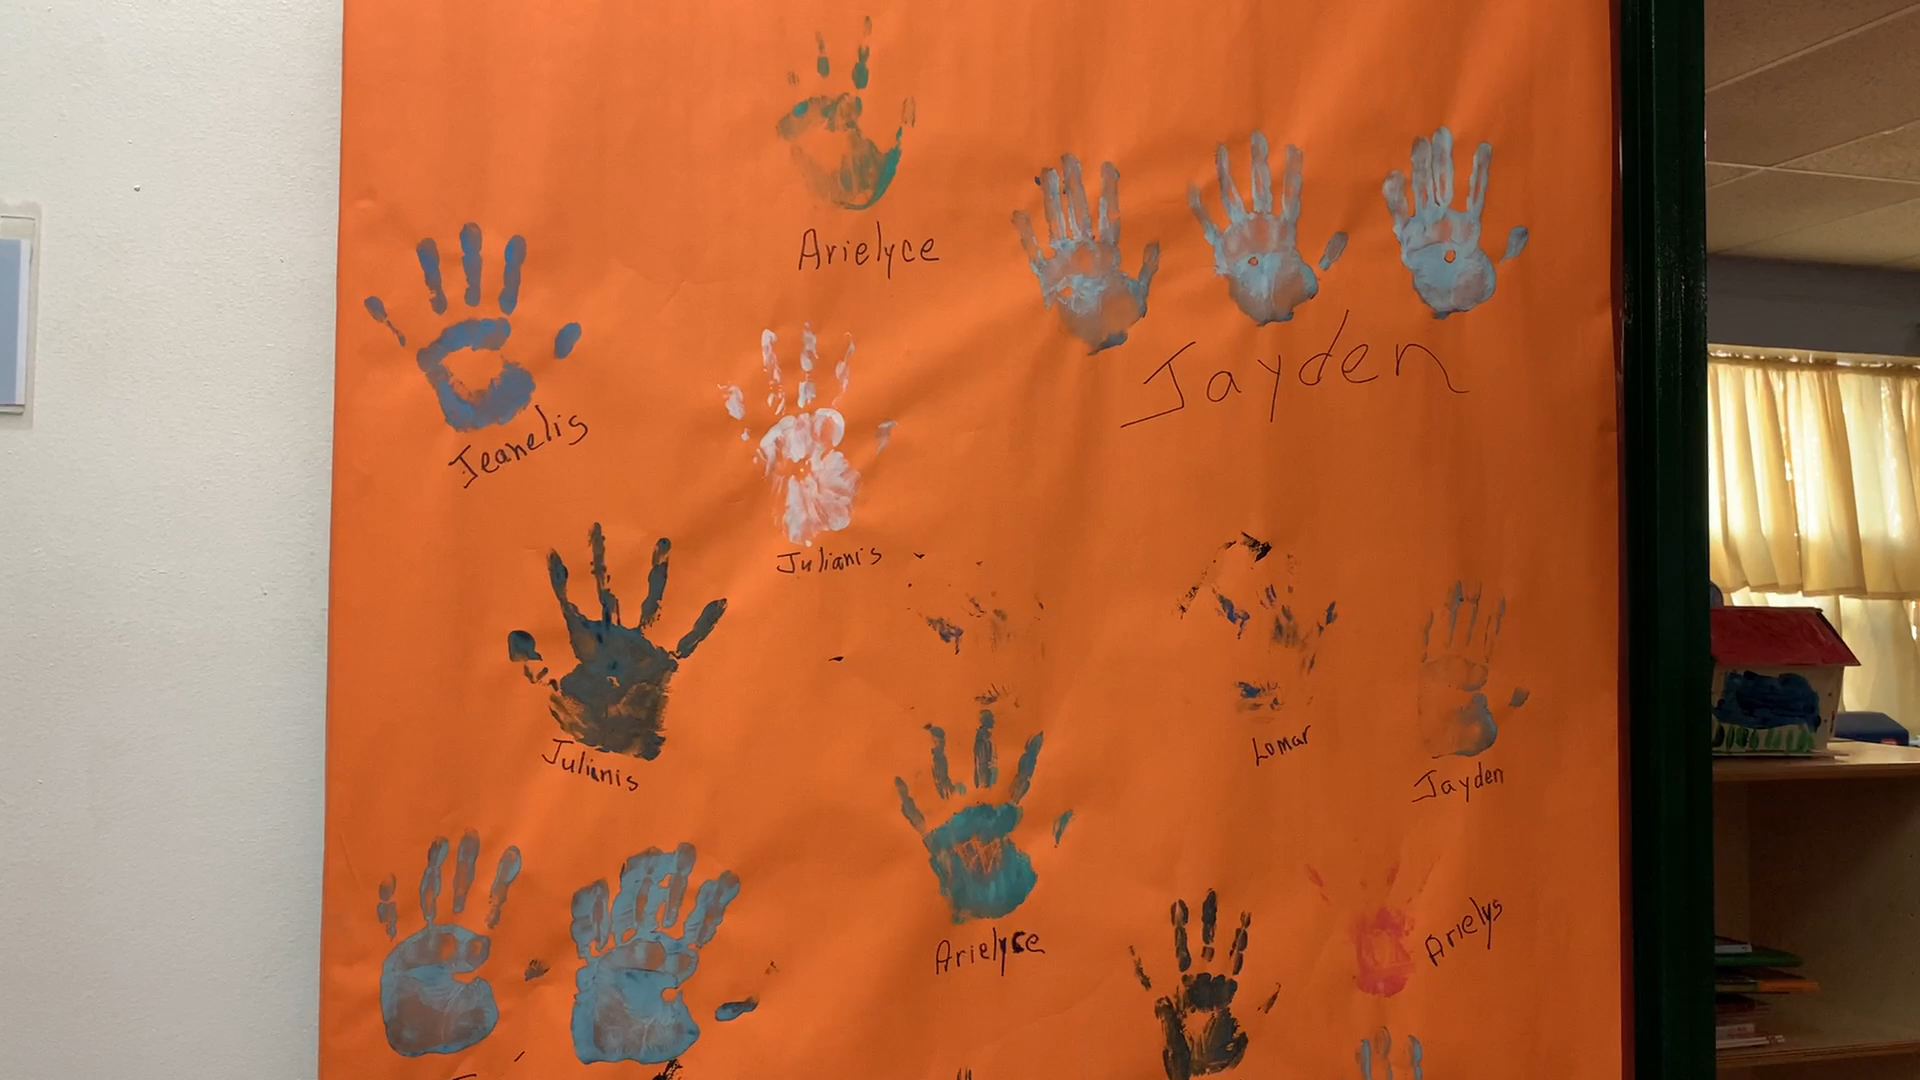 Arielyce
Jayden
Jeanelis
Julianis
Julianis
Lomar
Jayden
Arielyce
Arielys